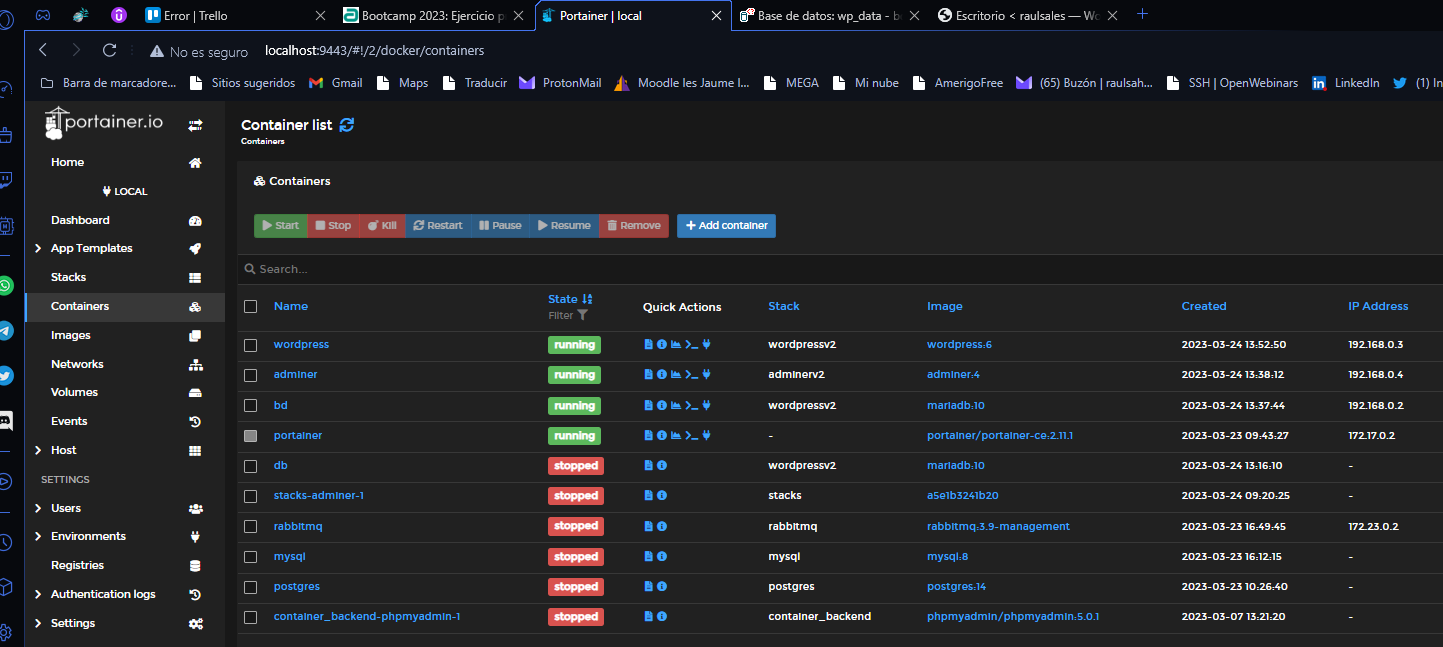 Error | Trello
Bootcamp 2023: Ejercicio p
Portainer | local
Base de datos: wp_data - b
Escritorio < raulsales — Wo
No es seguro localhost:9443/#!/2/docker/containers
Barra de marcadore... Sitios sugeridos Gmail Maps Traducir ProtonMail Moodle Ies Jaume I... MEGA Mi nube AmerigoFree (65) Buzón | raulsah... SSH | OpenWebinars LinkedIn (1) In
portainer.io
Home
LOCAL
Dashboard
App Templates
Stacks
Containers
Images
Networks
Volumes
Events
Host
SETTINGS
Users
Environments
Registries
Authentication logs
Settings
Container list
Containers
Containers
Start Stop Kill Restart Pause Resume Remove Add container
Search...
Name State Filter Quick Actions Stack Image Created IP Address
wordpress running wordpressv2 wordpress:6 2023-03-24 13:52:50 192.168.0.3
adminer running adminerv2 adminer:4 2023-03-24 13:38:12 192.168.0.4
bd running wordpressv2 mariadb:10 2023-03-24 13:37:44 192.168.0.2
portainer running - portainer/portainer-ce:2.11.1 2023-03-23 09:43:27 172.17.0.2
db stopped wordpressv2 mariadb:10 2023-03-24 13:16:10 -
stacks-adminer-1 stopped stacks a5e1b3241b20 2023-03-24 09:20:25 -
rabbitmq stopped rabbitmq rabbitmq:3.9-management 2023-03-23 16:49:45 172.23.0.2
mysql stopped mysql mysql:8 2023-03-23 16:12:15 -
postgres stopped postgres postgres:14 2023-03-23 10:26:40 -
container_backend-phpmyadmin-1 stopped container_backend phpmyadmin/phpmyadmin:5.0.1 2023-03-07 13:21:20 -